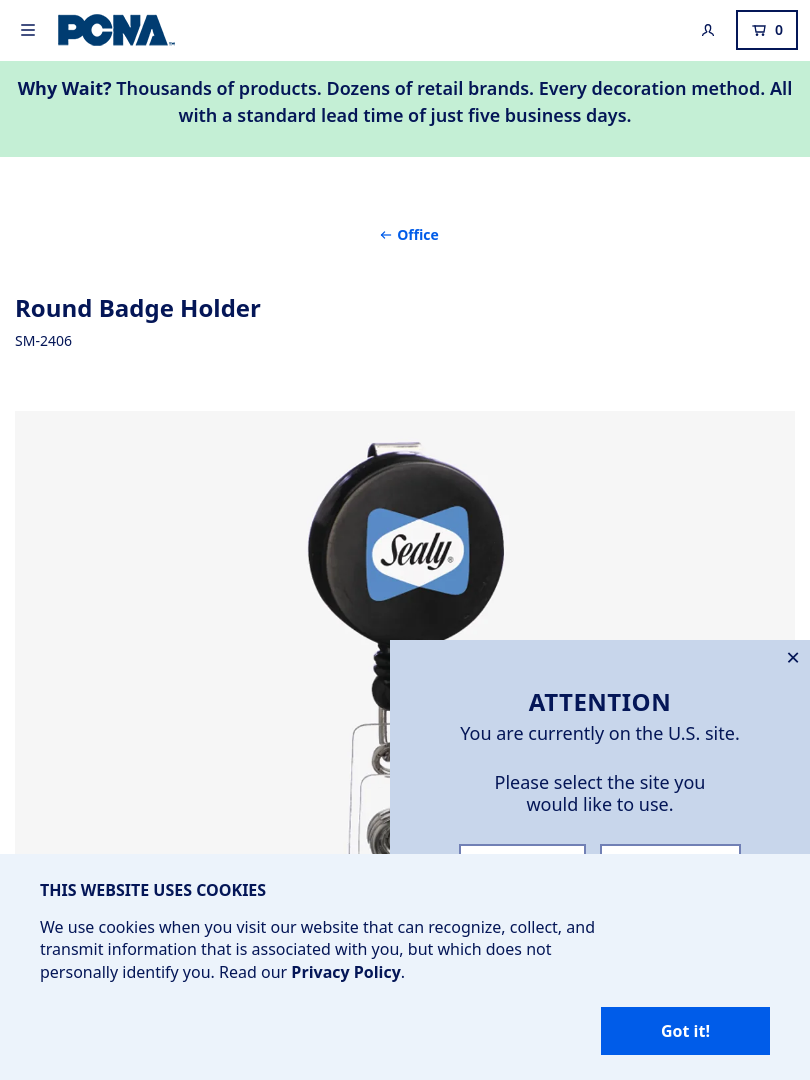 PCNA™
0
Why Wait? Thousands of products. Dozens of retail brands. Every decoration method. All
with a standard lead time of just five business days.
← Office
Round Badge Holder
SM-2406
Sealy®
×
ATTENTION
You are currently on the U.S. site.
Please select the site you
would like to use.
THIS WEBSITE USES COOKIES
We use cookies when you visit our website that can recognize, collect, and
transmit information that is associated with you, but which does not
personally identify you. Read our Privacy Policy.
Got it!